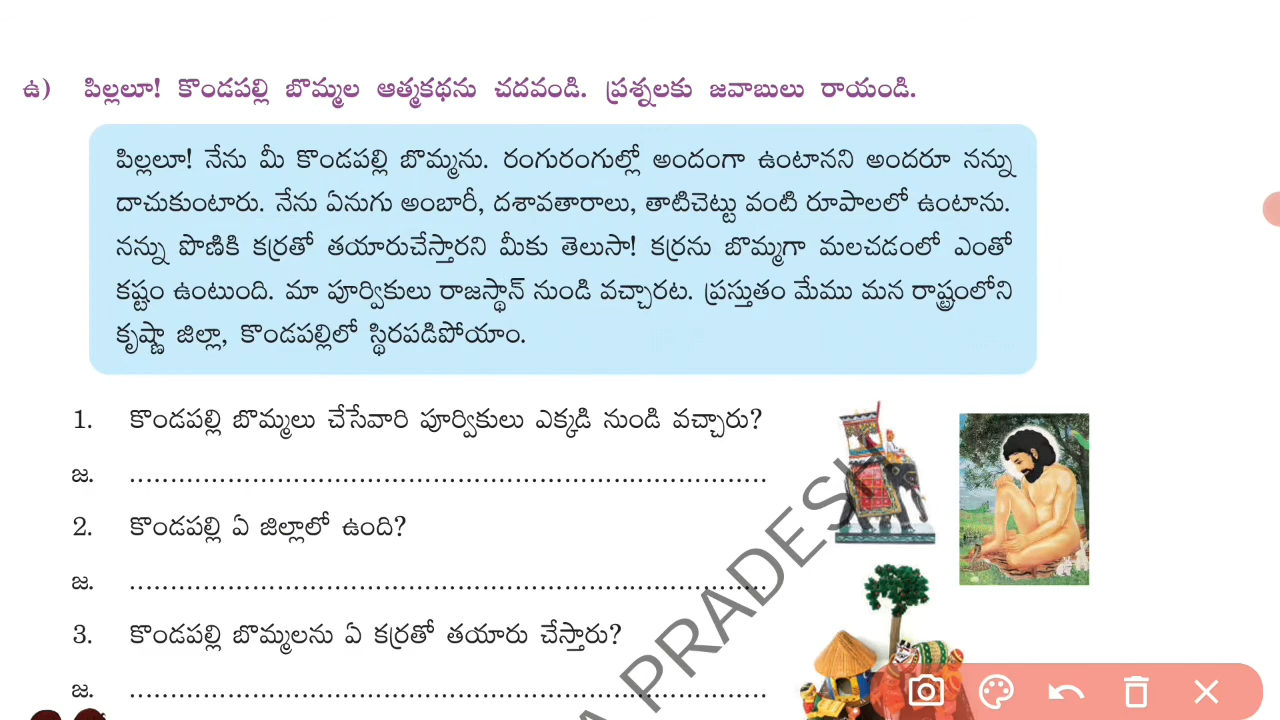 ఉ) పిల్లలూ! కొండపల్లి బొమ్మల ఆత్మకథను చదవండి. ప్రశ్నలకు జవాబులు రాయండి.
పిల్లలూ! నేను మీ కొండపల్లి బొమ్మను. రంగురంగుల్లో అందంగా ఉంటానని అందరూ నన్ను
దాచుకుంటారు. నేను ఏనుగు అంబారీ, దశావతారాలు, తాటిచెట్టు వంటి రూపాలలో ఉంటాను.
నన్ను పొణికి కర్రతో తయారుచేస్తారని మీకు తెలుసా! కర్రను బొమ్మగా మలచడంలో ఎంతో
కష్టం ఉంటుంది. మా పూర్వికులు రాజస్థాన్ నుండి వచ్చారట. ప్రస్తుతం మేము మన రాష్ట్రంలోని
కృష్ణా జిల్లా, కొండపల్లిలో స్థిరపడిపోయాం.
1. కొండపల్లి బొమ్మలు చేసేవారి పూర్వికులు ఎక్కడి నుండి వచ్చారు?
జ. ..............................................................................
2. కొండపల్లి ఏ జిల్లాలో ఉంది?
జ. ..............................................................................
3. కొండపల్లి బొమ్మలను ఏ కర్రతో తయారు చేస్తారు?
జ. ..............................................................................
A PRADESH